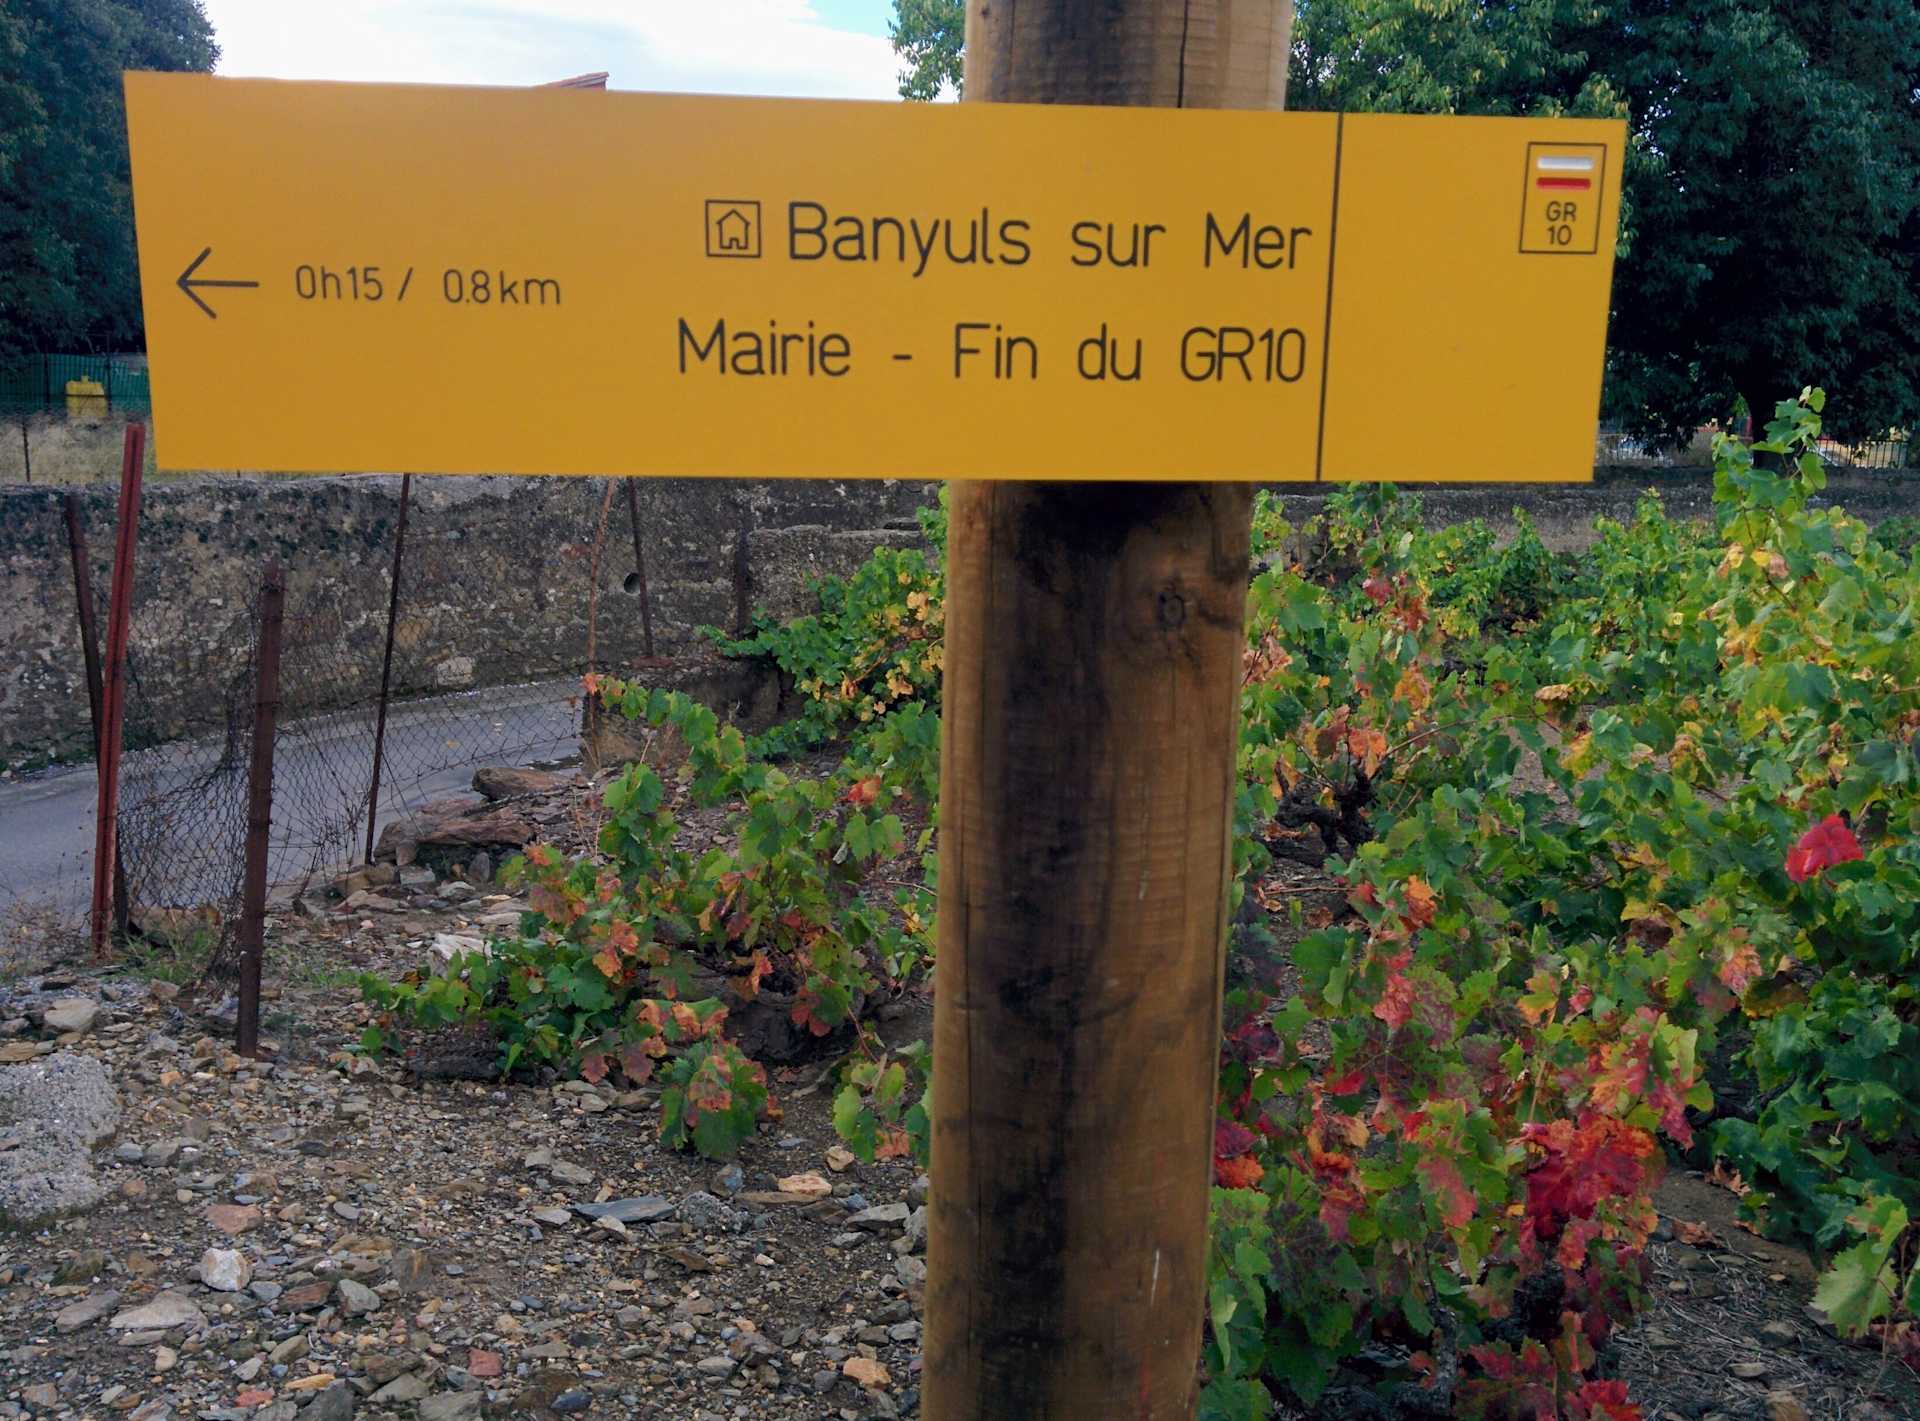 Banyuls sur Mer
← 0h15 / 0.8 km
Mairie - Fin du GR10
GR
10